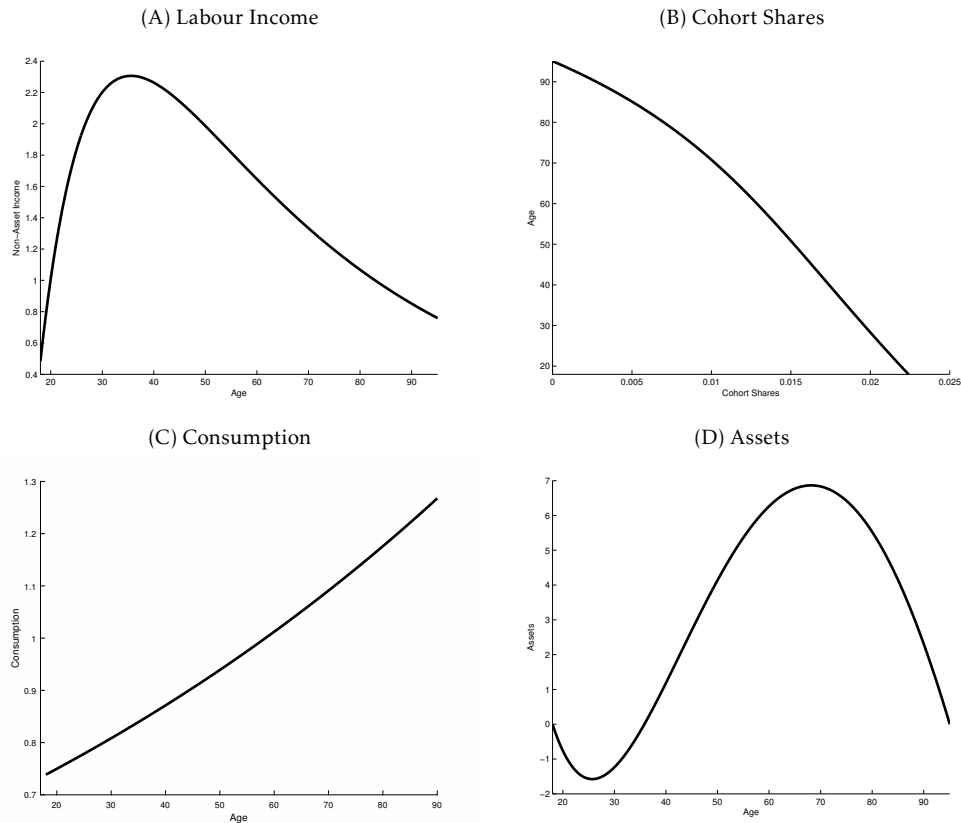 (A) Labour Income
(B) Cohort Shares
2.4
2.2
2
1.8
1.6
1.4
1.2
1
0.8
0.6
0.4
Non−Asset Income
20 30 40 50 60 70 80 90
Age
90
80
70
60
50
40
30
20
Age
0 0.005 0.01 0.015 0.02 0.025
Cohort Shares
(C) Consumption
(D) Assets
1.3
1.2
1.1
1
0.9
0.8
0.7
Consumption
20 30 40 50 60 70 80 90
Age
7
6
5
4
3
2
1
0
−1
−2
Assets
20 30 40 50 60 70 80 90
Age